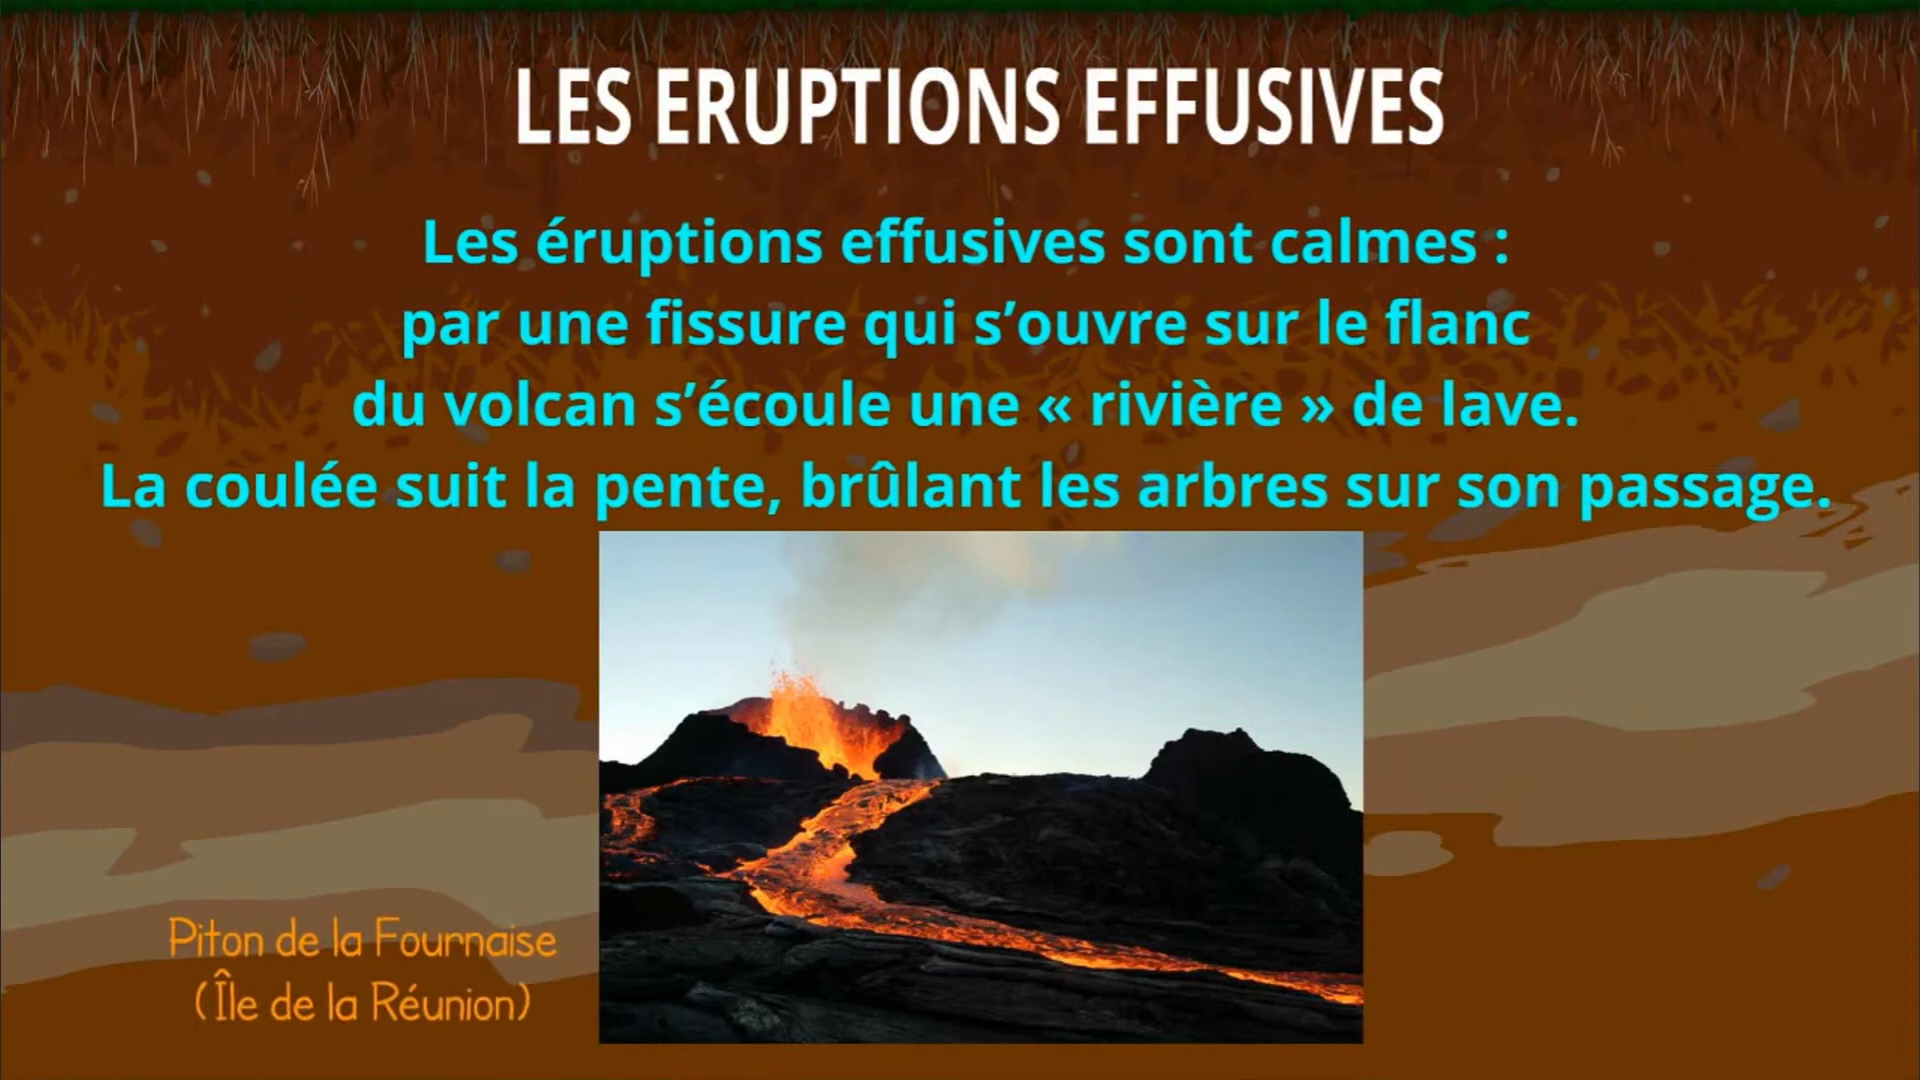 LES ERUPTIONS EFFUSIVES
Les éruptions effusives sont calmes :
par une fissure qui s’ouvre sur le flanc
du volcan s’écoule une « rivière » de lave.
La coulée suit la pente, brûlant les arbres sur son passage.
Piton de la Fournaise
(Île de la Réunion)